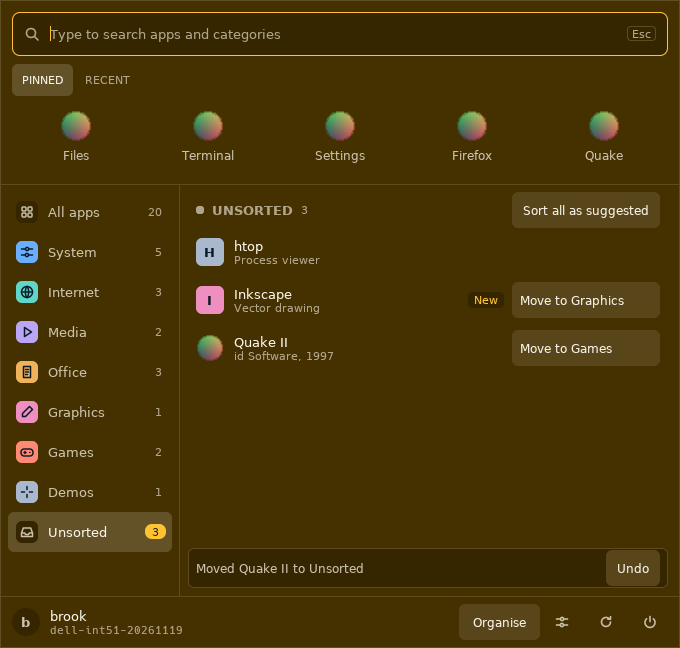 Type to search apps and categories
Esc
PINNED
RECENT
Files
Terminal
Settings
Firefox
Quake
All apps 20
System 5
Internet 3
Media 2
Office 3
Graphics 1
Games 2
Demos 1
Unsorted 3
UNSORTED 3
Sort all as suggested
H
htop
Process viewer
I
Inkscape
Vector drawing
New
Move to Graphics
Quake II
id Software, 1997
Move to Games
Moved Quake II to Unsorted
Undo
b
brook
dell-int51-20261119
Organise